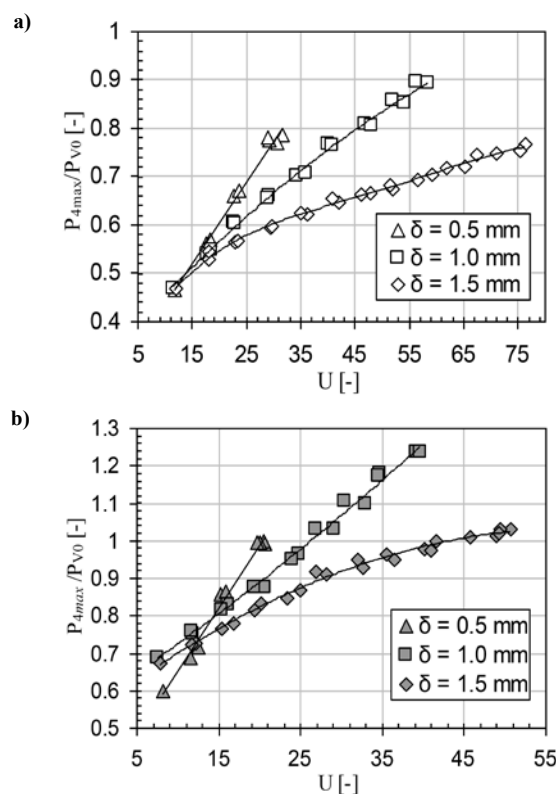 a)
P4max/PV0 [-]
1
0.9
0.8
0.7
0.6
0.5
0.4
δ = 0.5 mm
δ = 1.0 mm
δ = 1.5 mm
5 15 25 35 45 55 65 75
U [-]
b)
P4max/PV0 [-]
1.3
1.2
1.1
1
0.9
0.8
0.7
0.6
0.5
δ = 0.5 mm
δ = 1.0 mm
δ = 1.5 mm
5 15 25 35 45 55
U [-]